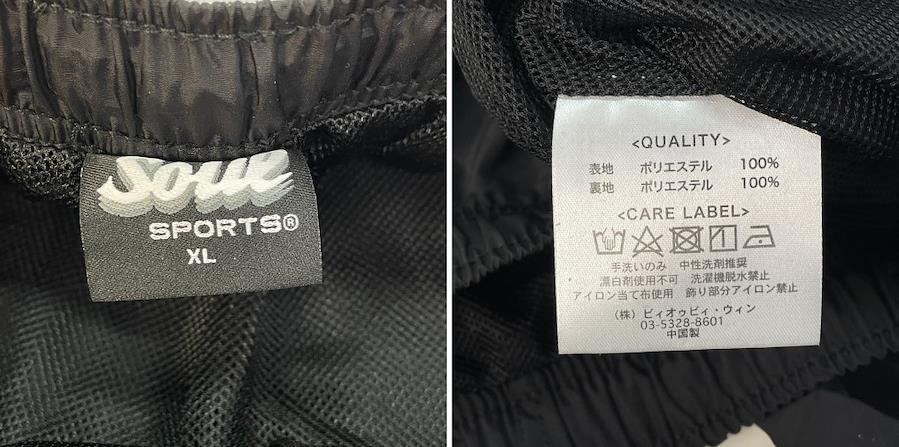 Soue
SPORTS®
XL
<QUALITY>
表地 ポリエステル 100%
裏地 ポリエステル 100%
<CARE LABEL>
手洗いのみ 中性洗剤推奨
漂白剤使用不可 洗濯機脱水禁止
アイロン当て布使用 飾り部分アイロン禁止
(株) ビィオゥビィ・ウィン
03-5328-8601
中国製